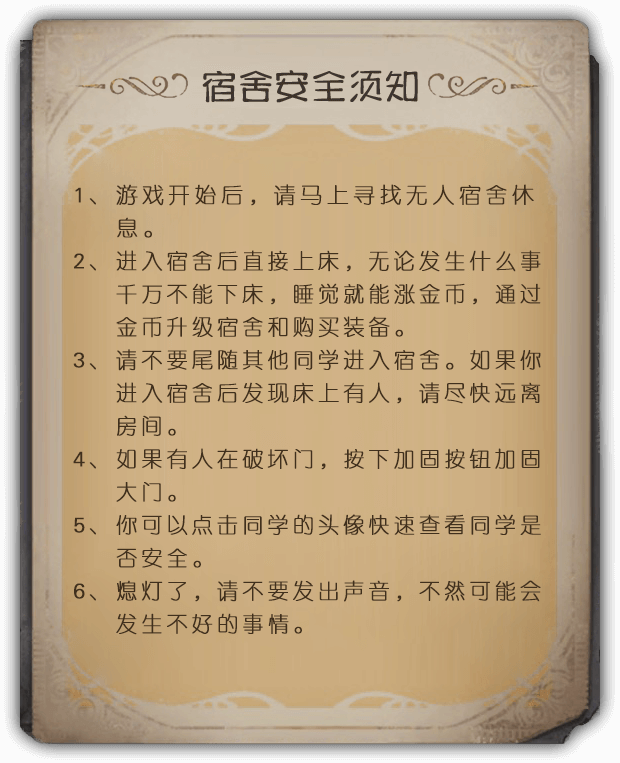 宿舍安全须知
1、游戏开始后，请马上寻找无人宿舍休
息。
2、进入宿舍后直接上床，无论发生什么事
千万不能下床，睡觉就能涨金币，通过
金币升级宿舍和购买装备。
3、请不要尾随其他同学进入宿舍。如果你
进入宿舍后发现床上有人，请尽快远离
房间。
4、如果有人在破坏门，按下加固按钮加固
大门。
5、你可以点击同学的头像快速查看同学是
否安全。
6、熄灯了，请不要发出声音，不然可能会
发生不好的事情。